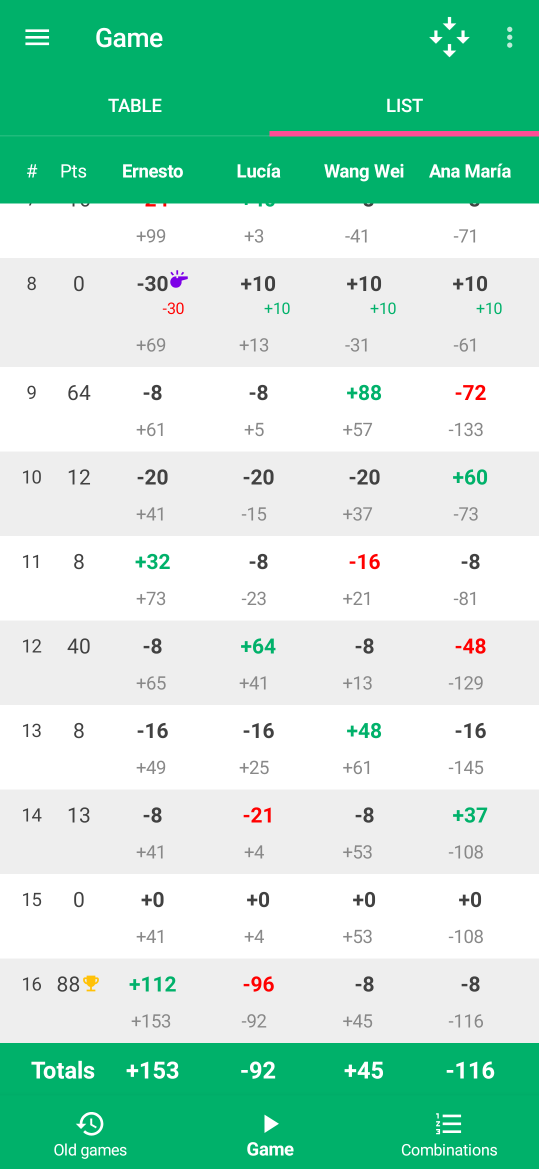 Game
TABLE LIST
# Pts Ernesto Lucía Wang Wei Ana María
+99 +3 -41 -71
8 0 -30 +10 +10 +10
-30 +10 +10 +10
+69 +13 -31 -61
9 64 -8 -8 +88 -72
+61 +5 +57 -133
10 12 -20 -20 -20 +60
+41 -15 +37 -73
11 8 +32 -8 -16 -8
+73 -23 +21 -81
12 40 -8 +64 -8 -48
+65 +41 +13 -129
13 8 -16 -16 +48 -16
+49 +25 +61 -145
14 13 -8 -21 -8 +37
+41 +4 +53 -108
15 0 +0 +0 +0 +0
+41 +4 +53 -108
16 88 +112 -96 -8 -8
+153 -92 +45 -116
Totals +153 -92 +45 -116
Old games Game Combinations